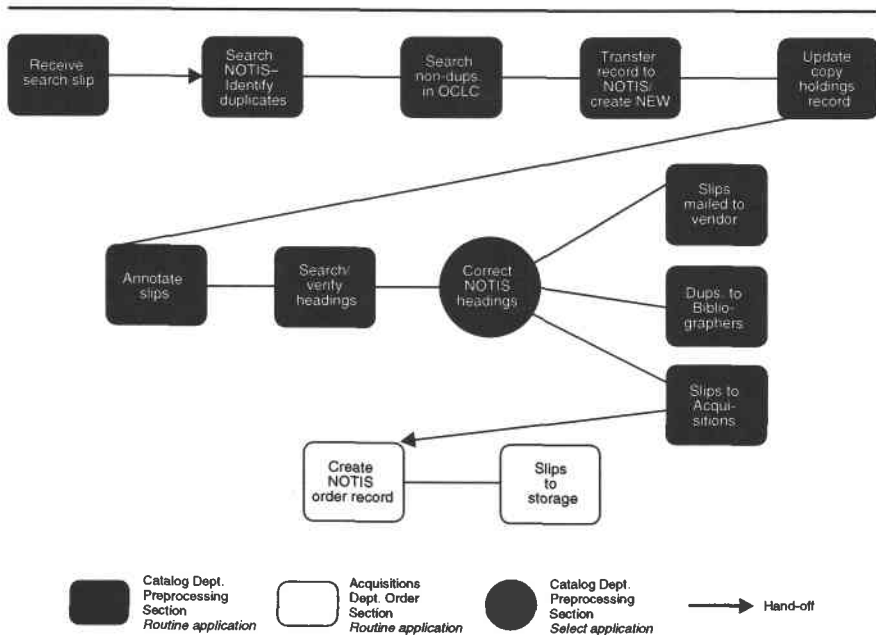 Receive
search slip
Search
NOTIS–
Identify
duplicates
Search
non-dups.
in OCLC
Transfer
record to
NOTIS/
create NEW
Update
copy
holdings
record
Annotate
slips
Search/
verify
headings
Correct
NOTIS
headings
Slips
mailed to
vendor
Dups. to
Biblio-
graphers
Slips to
Acqui-
sitions
Create
NOTIS
order record
Slips
to
storage
Catalog Dept.
Preprocessing
Section
Routine application
Acquisitions
Dept. Order
Section
Routine application
Catalog Dept.
Preprocessing
Section
Select application
Hand-off